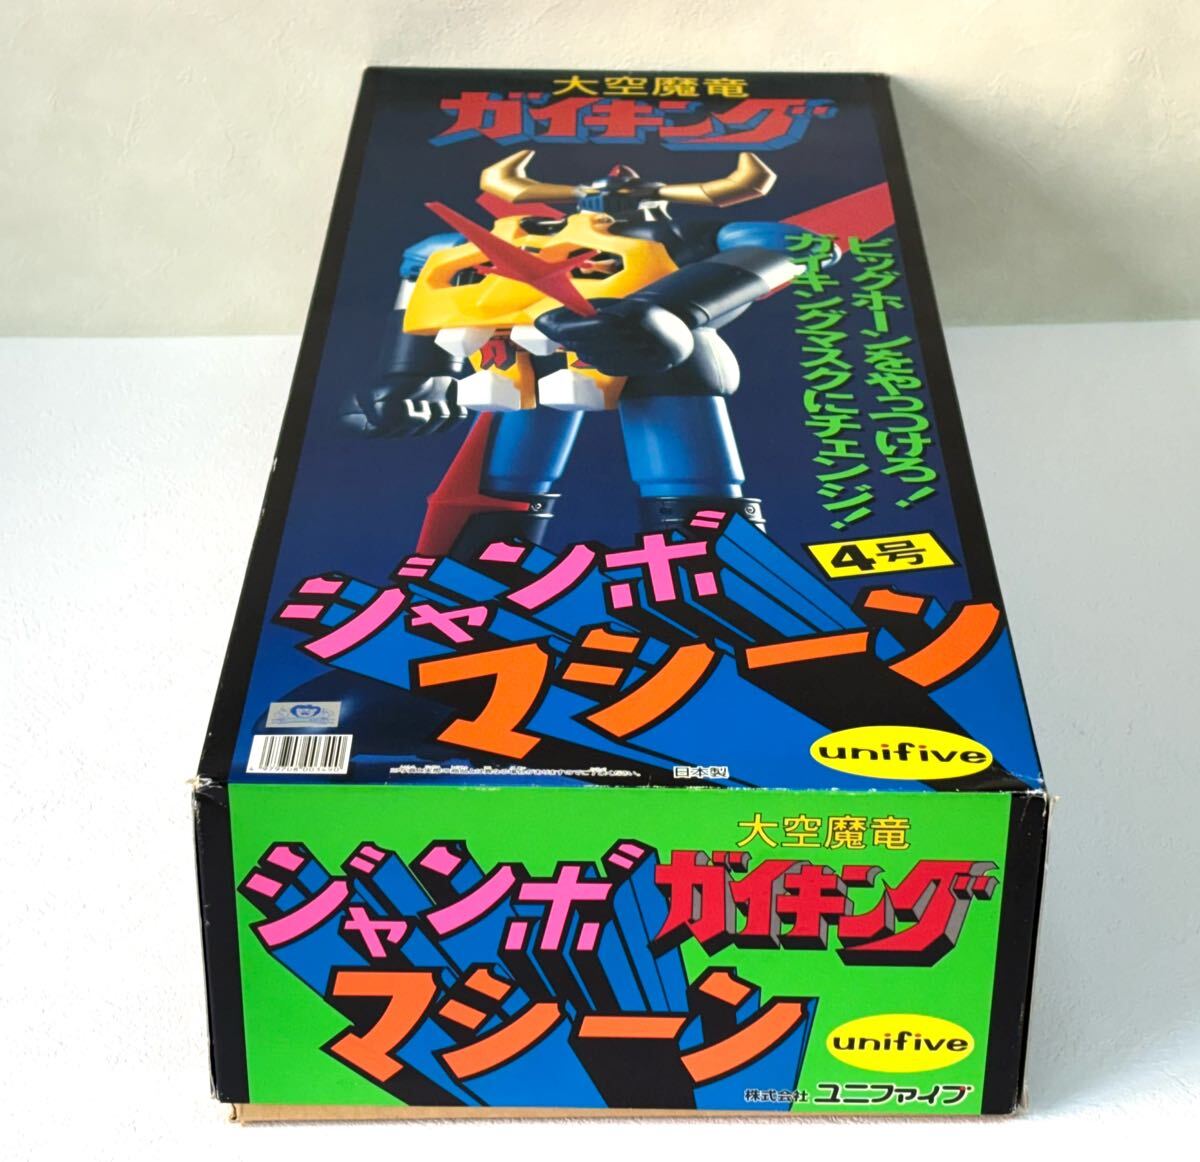 大空魔竜
ガイキング
ビッグホーンをやっつけろ!
ガイキングマスクにチェンジ!
4号
ジャンボ
マシーン
unifive
日本製
大空魔竜
ガイキング
ジャンボ
マシーン
unifive
株式会社 ユニファイブ